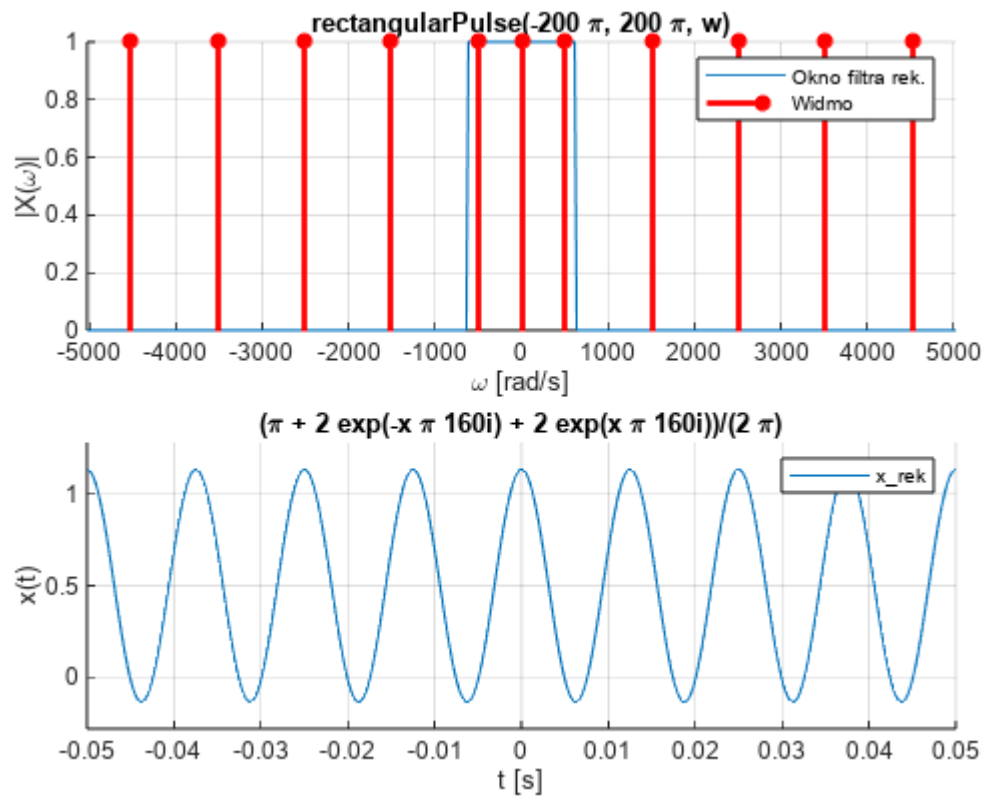 rectangularPulse(-200 π, 200 π, w)
1
0.8
0.6
0.4
0.2
0
|X(ω)|
Okno filtra rek.
Widmo
-5000 -4000 -3000 -2000 -1000 0 1000 2000 3000 4000 5000
ω [rad/s]
(π + 2 exp(-x π 160i) + 2 exp(x π 160i))/(2 π)
1
0.5
0
x(t)
x_rek
-0.05 -0.04 -0.03 -0.02 -0.01 0 0.01 0.02 0.03 0.04 0.05
t [s]